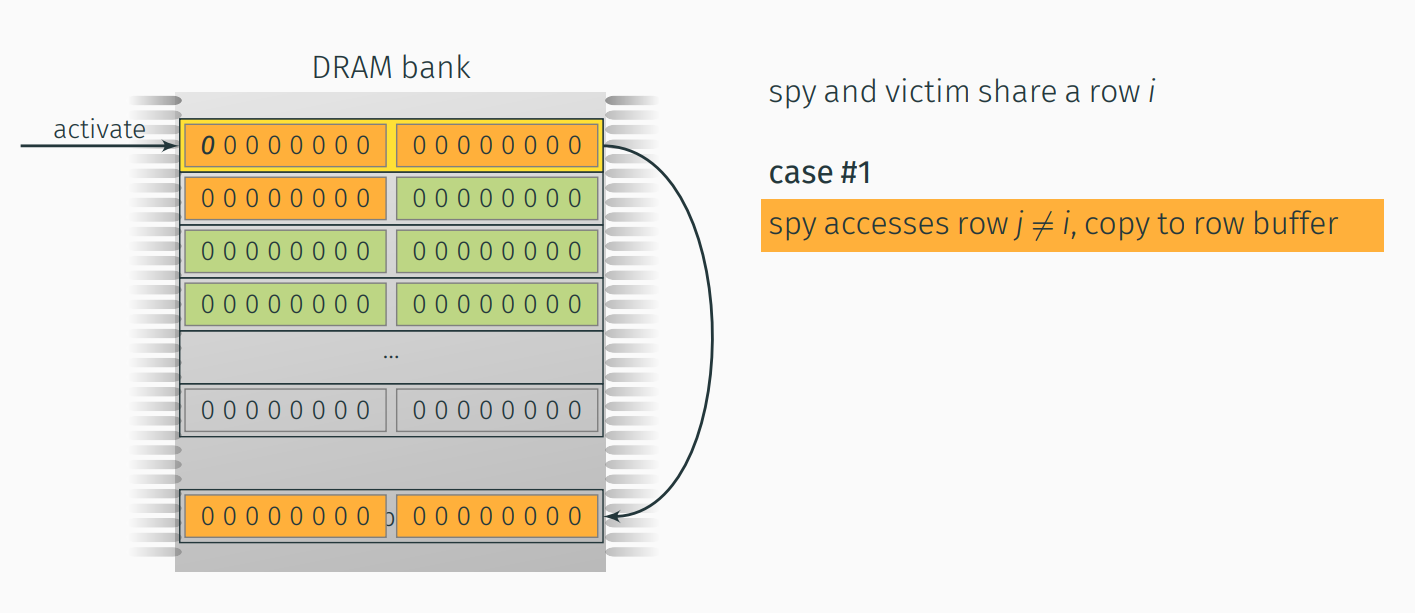 DRAM bank
spy and victim share a row i
activate
0 0 0 0 0 0 0 0 0 0 0 0 0 0 0 0
case #1
0 0 0 0 0 0 0 0 0 0 0 0 0 0 0 0
spy accesses row j ≠ i, copy to row buffer
0 0 0 0 0 0 0 0 0 0 0 0 0 0 0 0
0 0 0 0 0 0 0 0 0 0 0 0 0 0 0 0
...
0 0 0 0 0 0 0 0 0 0 0 0 0 0 0 0
0 0 0 0 0 0 0 0 0 0 0 0 0 0 0 0